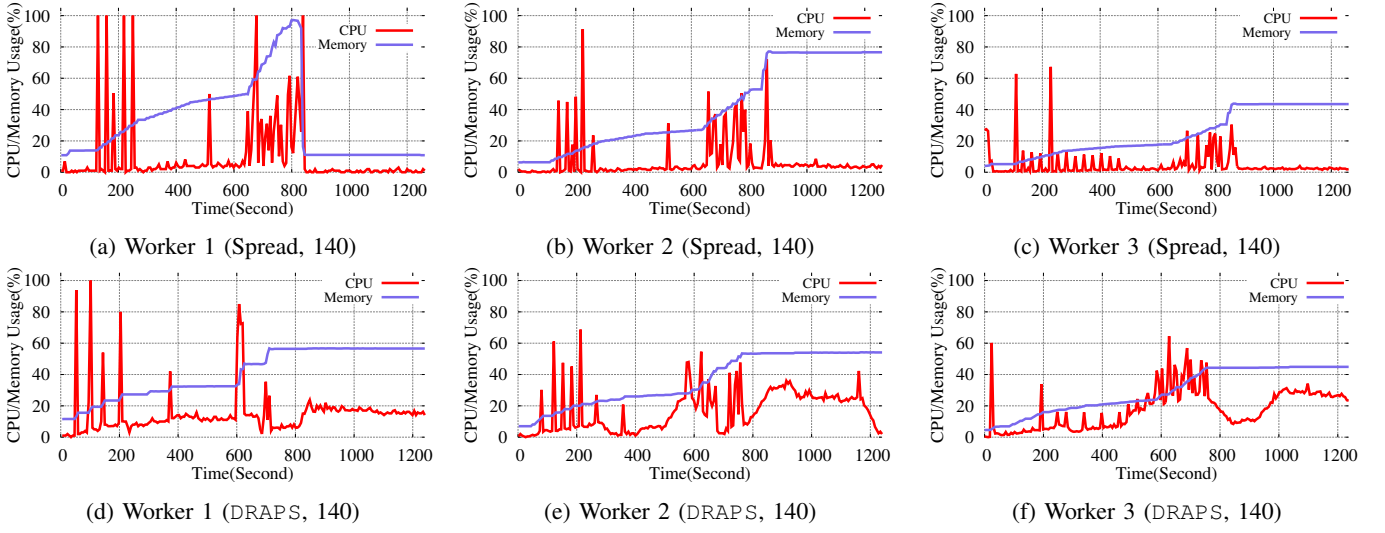 CPU/Memory Usage(%)
100
80
60
40
20
0
CPU
Memory
0 200 400 600 800 1000 1200
Time(Second)
(a) Worker 1 (Spread, 140)
CPU/Memory Usage(%)
100
80
60
40
20
0
CPU
Memory
0 200 400 600 800 1000 1200
Time(Second)
(b) Worker 2 (Spread, 140)
CPU/Memory Usage(%)
100
80
60
40
20
0
CPU
Memory
0 200 400 600 800 1000 1200
Time(Second)
(c) Worker 3 (Spread, 140)
CPU/Memory Usage(%)
100
80
60
40
20
0
CPU
Memory
0 200 400 600 800 1000 1200
Time(Second)
(d) Worker 1 (DRAPS, 140)
CPU/Memory Usage(%)
100
80
60
40
20
0
CPU
Memory
0 200 400 600 800 1000 1200
Time(Second)
(e) Worker 2 (DRAPS, 140)
CPU/Memory Usage(%)
100
80
60
40
20
0
CPU
Memory
0 200 400 600 800 1000 1200
Time(Second)
(f) Worker 3 (DRAPS, 140)